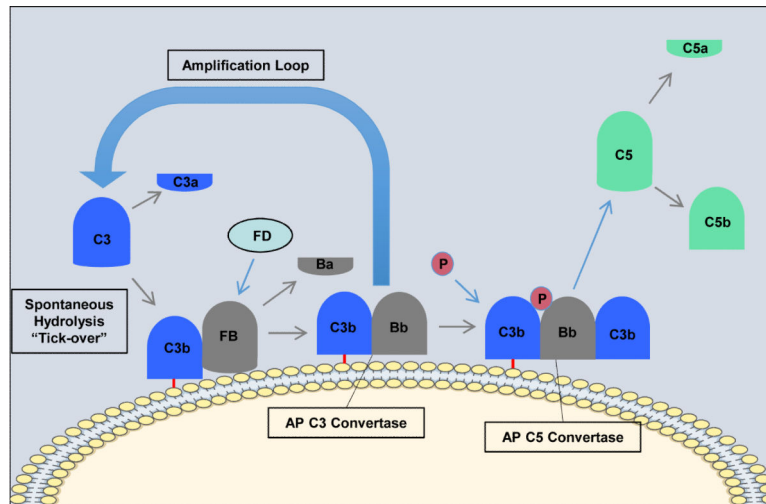 Amplification Loop
C5a
C5
C5b
C3a
C3
FD
Ba
P
Spontaneous
Hydrolysis
“Tick-over”
C3b
FB
C3b
Bb
C3b
P
Bb
C3b
AP C3 Convertase
AP C5 Convertase